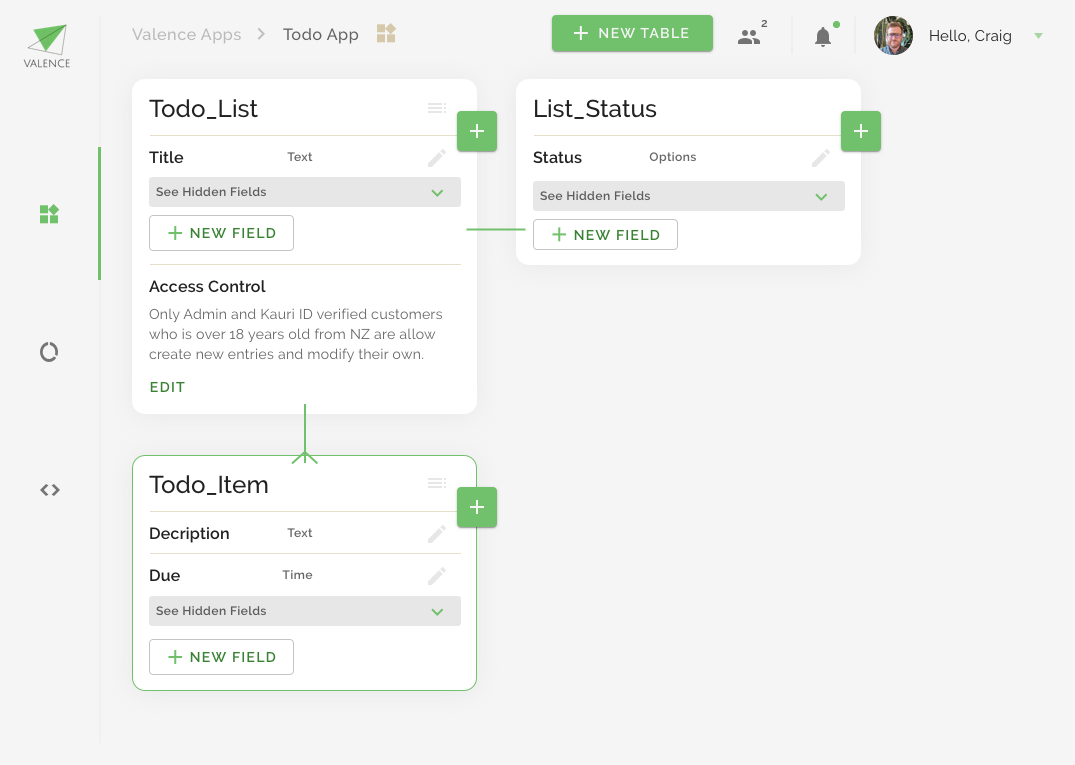 VALENCE
Valence Apps > Todo App
+ NEW TABLE
2
Hello, Craig
Todo_List
Title Text
See Hidden Fields
+ NEW FIELD
Access Control
Only Admin and Kauri ID verified customers
who is over 18 years old from NZ are allow
create new entries and modify their own.
EDIT
List_Status
Status Options
See Hidden Fields
+ NEW FIELD
Todo_Item
Decription Text
Due Time
See Hidden Fields
+ NEW FIELD